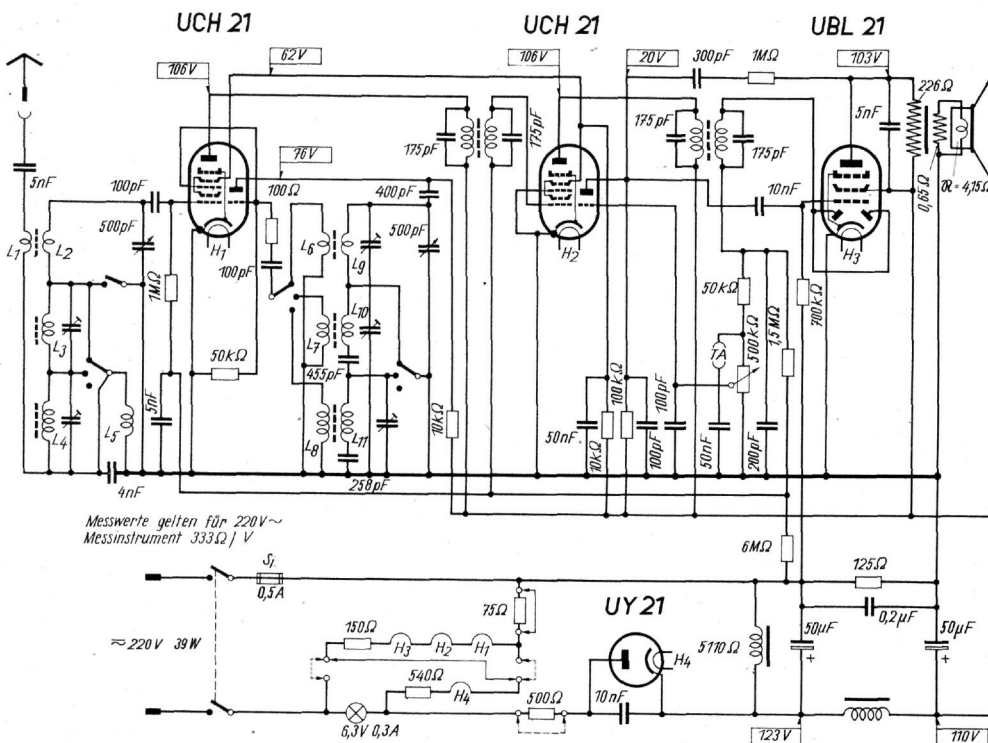 UCH 21
UCH 21
UBL 21
106V
62V
106V
20V
300pF
1MΩ
103V
226Ω
5nF
175pF
175pF
175pF
175pF
76V
5nF
100pF
100Ω
400pF
10nF
0,65Ω
ℜ = 4,15Ω
500pF
500pF
L1
L2
H1
L6
L9
H2
H3
1MΩ
100pF
L10
50kΩ
500kΩ
700kΩ
1,5MΩ
L3
L7
TA
50kΩ
455pF
5nF
L4
L5
L8
L11
10kΩ
50nF
10kΩ
100kΩ
100pF
100pF
50nF
200pF
4nF
258pF
Messwerte gelten für 220V~
Messinstrument 333Ω / V
6MΩ
Si.
0,5A
75Ω
UY 21
125Ω
0,2µF
50µF
50µF
≂ 220V 39W
150Ω
H3
H2
H1
H4
5110Ω
540Ω
H4
500Ω
10nF
6,3V 0,3A
123V
110V